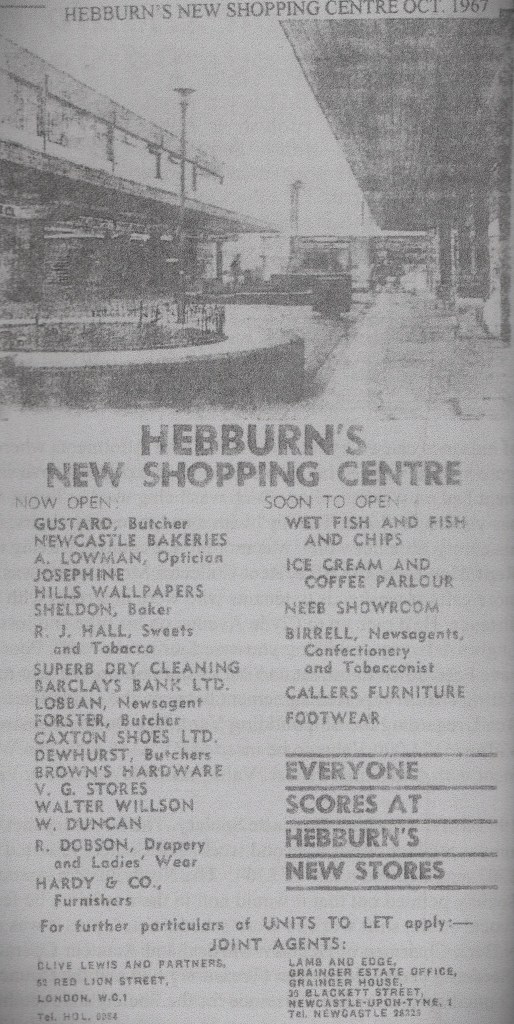 HEBBURN'S NEW SHOPPING CENTRE OCT. 1967
HEBBURN'S
NEW SHOPPING CENTRE
NOW OPEN:
GUSTARD, Butcher
NEWCASTLE BAKERIES
A. LOWMAN, Optician
JOSEPHINE
HILLS WALLPAPERS
SHELDON, Baker
R. J. HALL, Sweets
and Tobacco
SUPERB DRY CLEANING
BARCLAYS BANK LTD.
LOBBAN, Newsagent
FORSTER, Butcher
CAXTON SHOES LTD.
DEWHURST, Butchers
BROWN'S HARDWARE
V. G. STORES
WALTER WILLSON
W. DUNCAN
R. DOBSON, Drapery
and Ladies' Wear
HARDY & CO.,
Furnishers
SOON TO OPEN
WET FISH AND FISH
AND CHIPS
ICE CREAM AND
COFFEE PARLOUR
NEEB SHOWROOM
BIRRELL, Newsagents,
Confectionery
and Tobacconist
CALLERS FURNITURE
FOOTWEAR
EVERYONE
SCORES AT
HEBBURN'S
NEW STORES
For further particulars of UNITS TO LET apply:—
JOINT AGENTS:
CLIVE LEWIS AND PARTNERS,
RED LION STREET,
LONDON, W.C.1
Tel. HOL.
LAMB AND EDGE,
GRAINGER ESTATE OFFICE,
GRAINGER HOUSE,
BLACKETT STREET,
NEWCASTLE-UPON-TYNE, 1
Tel. NEWCASTLE